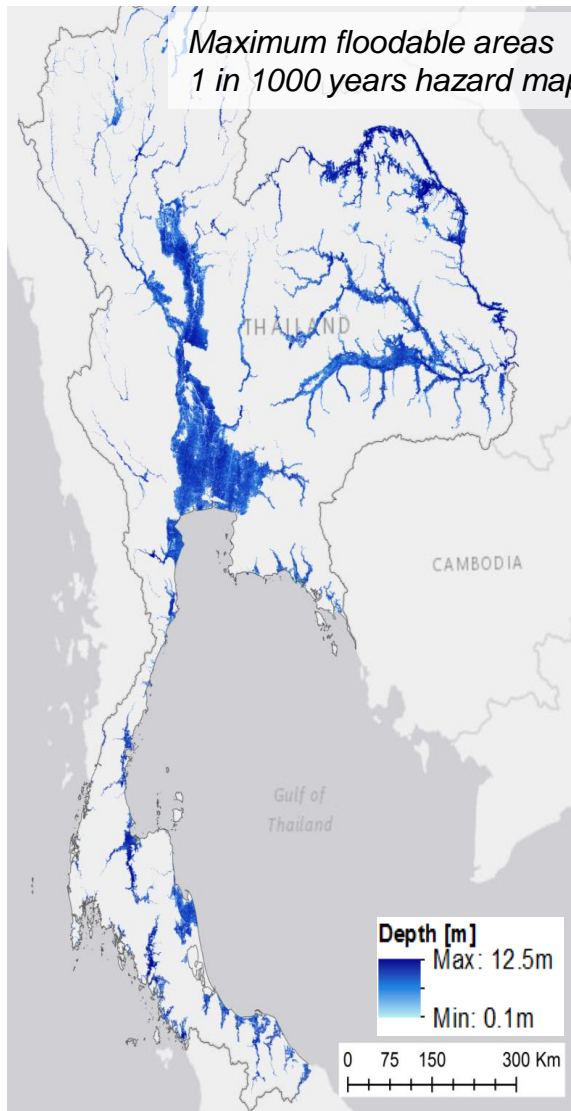 Maximum floodable areas
1 in 1000 years hazard map
THAILAND
CAMBODIA
Gulf of
Thailand
Depth [m]
Max: 12.5m
Min: 0.1m
0 75 150 300 Km